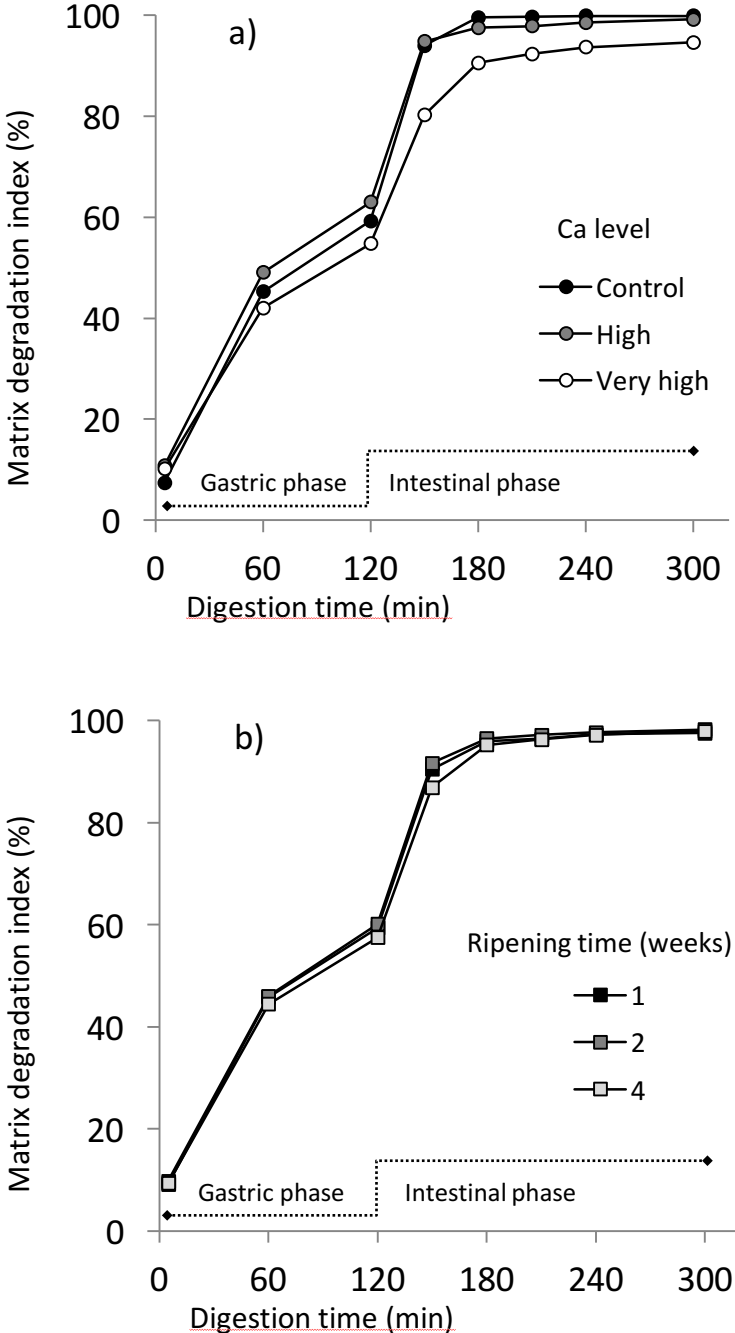 a)
Matrix degradation index (%)
100
80
60
40
20
0
Ca level
Control
High
Very high
Gastric phase
Intestinal phase
0 60 120 180 240 300
Digestion time (min)
b)
Matrix degradation index (%)
100
80
60
40
20
0
Ripening time (weeks)
1
2
4
Gastric phase
Intestinal phase
0 60 120 180 240 300
Digestion time (min)